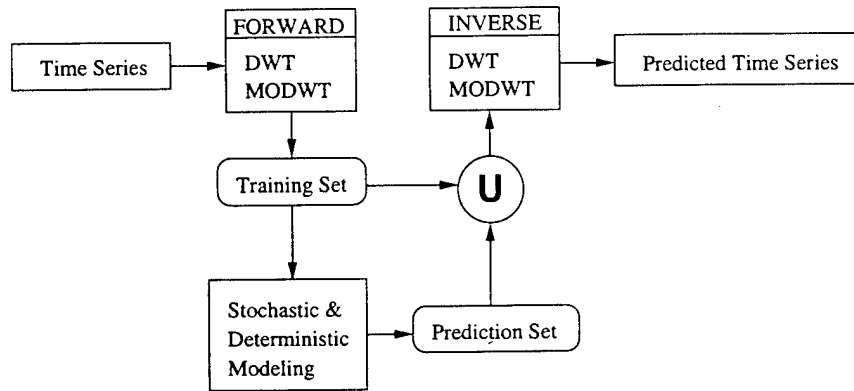 FORWARD
DWT
MODWT
INVERSE
DWT
MODWT
Time Series
Predicted Time Series
Training Set
U
Stochastic &
Deterministic
Modeling
Prediction Set